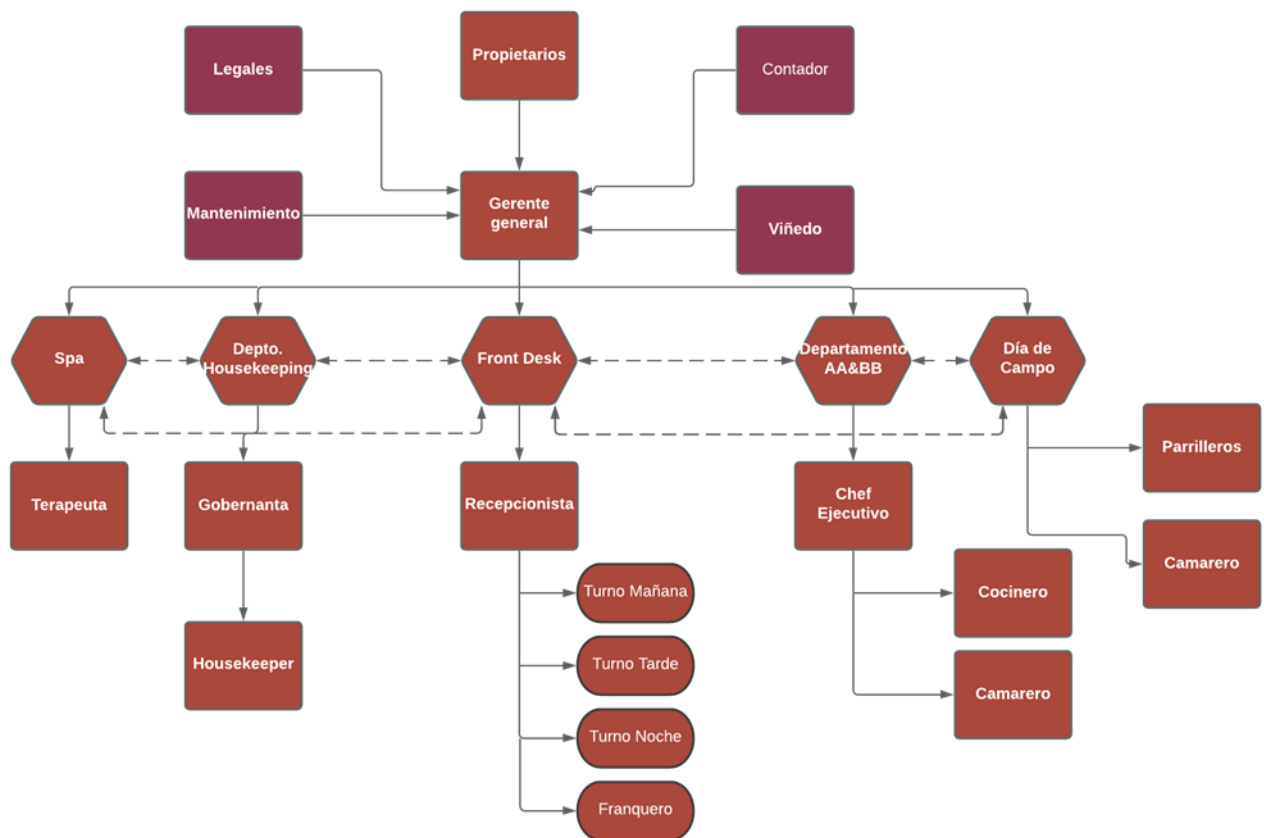 Legales
Propietarios
Contador
Mantenimiento
Gerente
general
Viñedo
Spa
Depto.
Housekeeping
Front Desk
Departamento
AA&BB
Día de
Campo
Terapeuta
Gobernanta
Recepcionista
Chef
Ejecutivo
Parrilleros
Camarero
Housekeeper
Turno Mañana
Turno Tarde
Turno Noche
Franquero
Cocinero
Camarero